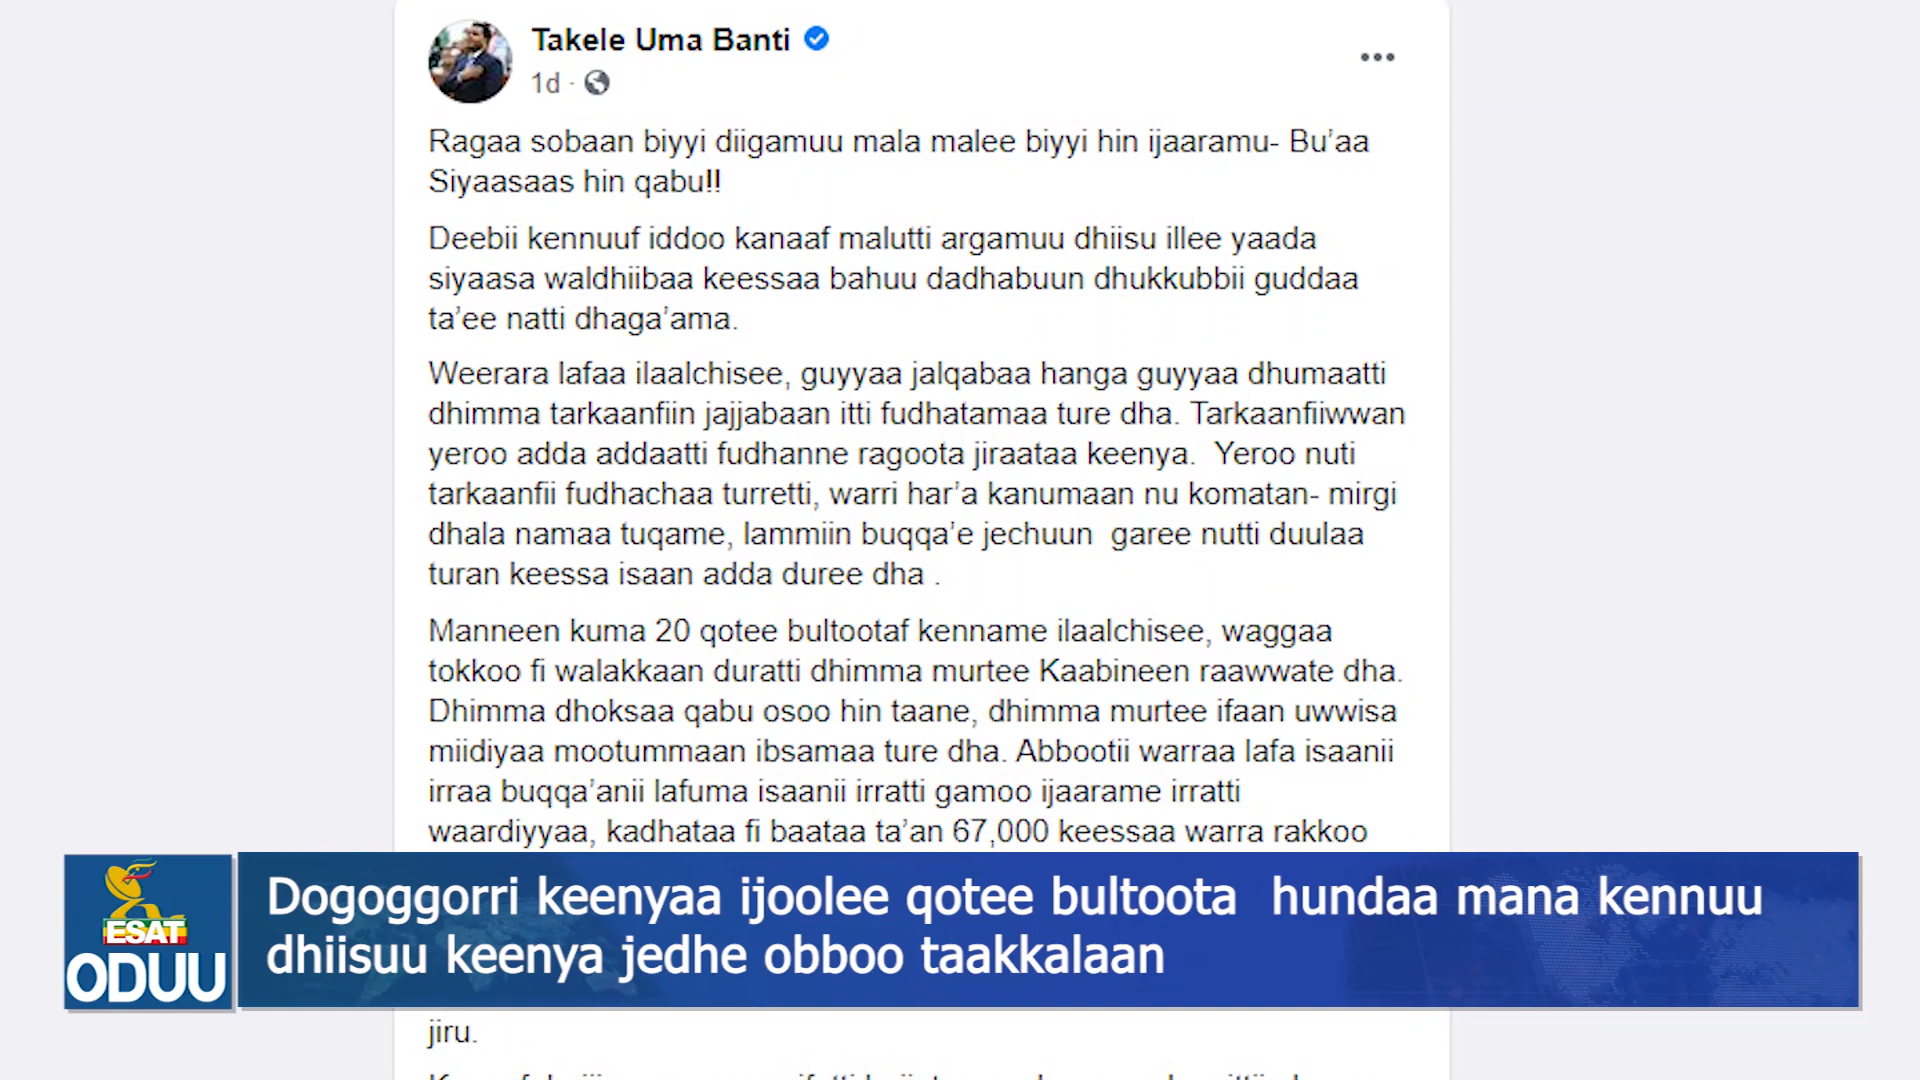 Takele Uma Banti
1d ·
Ragaa sobaan biyyi diigamuu mala malee biyyi hin ijaaramu- Bu’aa
Siyaasaas hin qabu!!
Deebii kennuuf iddoo kanaaf malutti argamuu dhiisu illee yaada
siyaasa waldhiibaa keessaa bahuu dadhabuun dhukkubbii guddaa
ta’ee natti dhaga’ama.
Weerara lafaa ilaalchisee, guyyaa jalqabaa hanga guyyaa dhumaatti
dhimma tarkaanfiin jajjabaan itti fudhatamaa ture dha. Tarkaanfiiwwan
yeroo adda addaatti fudhanne ragoota jiraataa keenya. Yeroo nuti
tarkaanfii fudhachaa turretti, warri har’a kanumaan nu komatan- mirgi
dhala namaa tuqame, lammiin buqqa’e jechuun garee nutti duulaa
turan keessa isaan adda duree dha .
Manneen kuma 20 qotee bultootaf kenname ilaalchisee, waggaa
tokkoo fi walakkaan duratti dhimma murtee Kaabineen raawwate dha.
Dhimma dhoksaa qabu osoo hin taane, dhimma murtee ifaan uwwisa
miidiyaa mootummaan ibsamaa ture dha. Abbootii warraa lafa isaanii
irraa buqqa’anii lafuma isaanii irratti gamoo ijaarame irratti
waardiyyaa, kadhataa fi baataa ta’an 67,000 keessaa warra rakkoo
ESAT
ODUU
Dogoggorri keenyaa ijoolee qotee bultoota hundaa mana kennuu
dhiisuu keenya jedhe obboo taakkalaan
jiru.